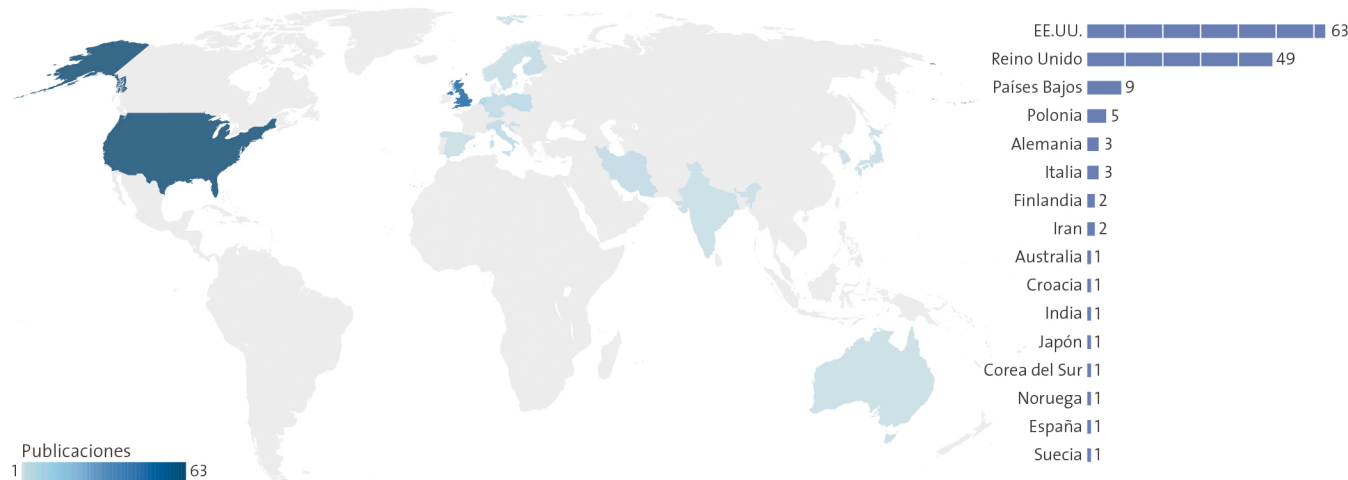 EE.UU. 63
Reino Unido 49
Países Bajos 9
Polonia 5
Alemania 3
Italia 3
Finlandia 2
Iran 2
Australia 1
Croacia 1
India 1
Japón 1
Corea del Sur 1
Noruega 1
España 1
Suecia 1
Publicaciones
1 63